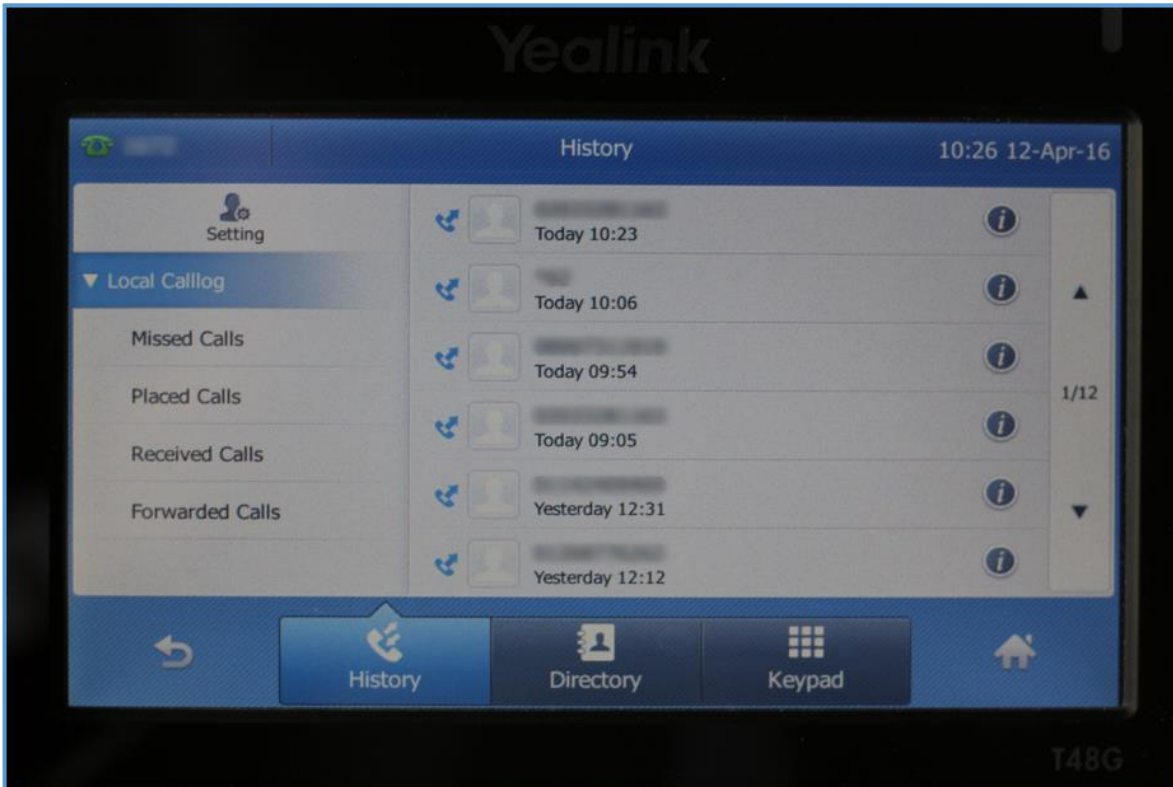 Yealink
History
10:26 12-Apr-16
Setting
Local Calllog
Missed Calls
Placed Calls
Received Calls
Forwarded Calls
Today 10:23
Today 10:06
Today 09:54
Today 09:05
Yesterday 12:31
Yesterday 12:12
1/12
History
Directory
Keypad
T48G